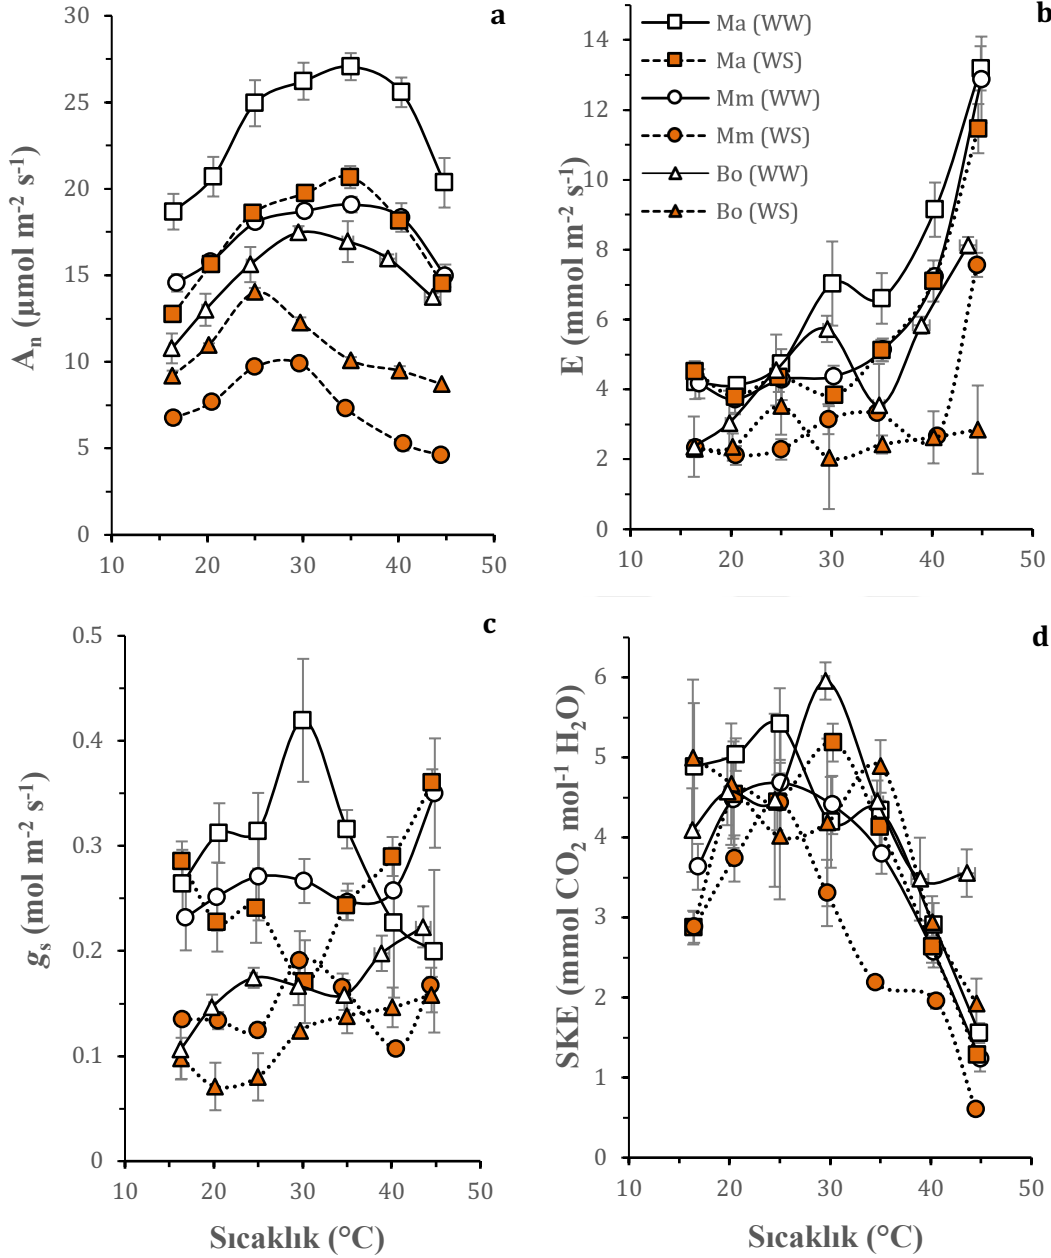 a
A_n (μmol m⁻² s⁻¹)
30
25
20
15
10
5
0
10 20 30 40 50
b
E (mmol m⁻² s⁻¹)
14
12
10
8
6
4
2
0
Ma (WW)
Ma (WS)
Mm (WW)
Mm (WS)
Bo (WW)
Bo (WS)
10 20 30 40 50
c
g_s (mol m⁻² s⁻¹)
0.5
0.4
0.3
0.2
0.1
0
10 20 30 40 50
Sıcaklık (°C)
d
SKE (mmol CO₂ mol⁻¹ H₂O)
6
5
4
3
2
1
0
10 20 30 40 50
Sıcaklık (°C)